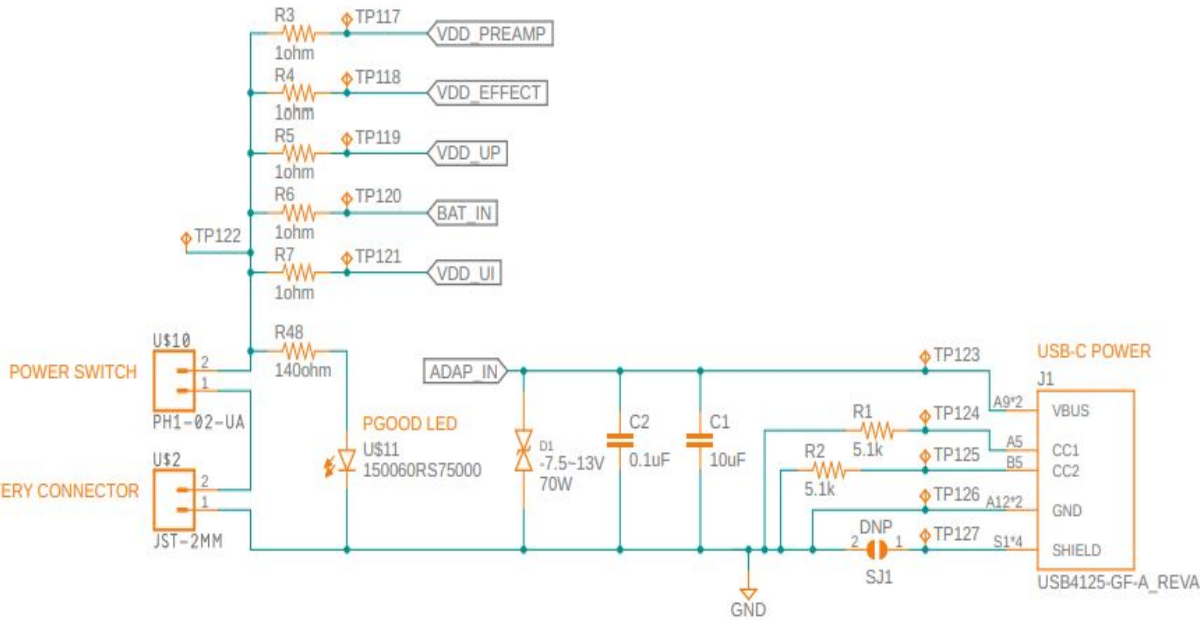 R3
TP117
VDD_PREAMP
1ohm
R4
TP118
VDD_EFFECT
1ohm
R5
TP119
VDD_UP
1ohm
R6
TP120
BAT_IN
1ohm
TP122
R7
TP121
VDD_UI
1ohm
U$10
POWER SWITCH
2
1
PH1-02-UA
R48
140ohm
PGOOD LED
U$11
150060RS75000
U$2
TERY CONNECTOR
2
1
JST-2MM
ADAP_IN
D1
-7.5~13V
70W
C2
0.1uF
C1
10uF
GND
TP123
R1
TP124
5.1k
R2
TP125
5.1k
TP126
DNP
TP127
2
1
SJ1
USB-C POWER
J1
A9*2
VBUS
A5
CC1
B5
CC2
A12*2
GND
S1*4
SHIELD
USB4125-GF-A_REVA